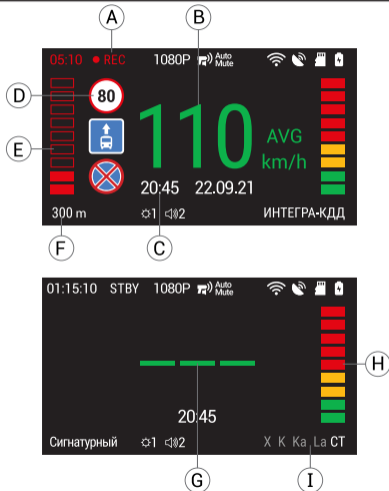 A B
05:10 REC 1080P Auto Mute
D 80 110
E AVG
km/h
20:45 22.09.21
300 m 1 2 ИНТЕГРА-КДД
F C
01:15:10 STBY 1080P Auto Mute
H
20:45
Сигнатурный 1 2 X K Ka La CT
G I